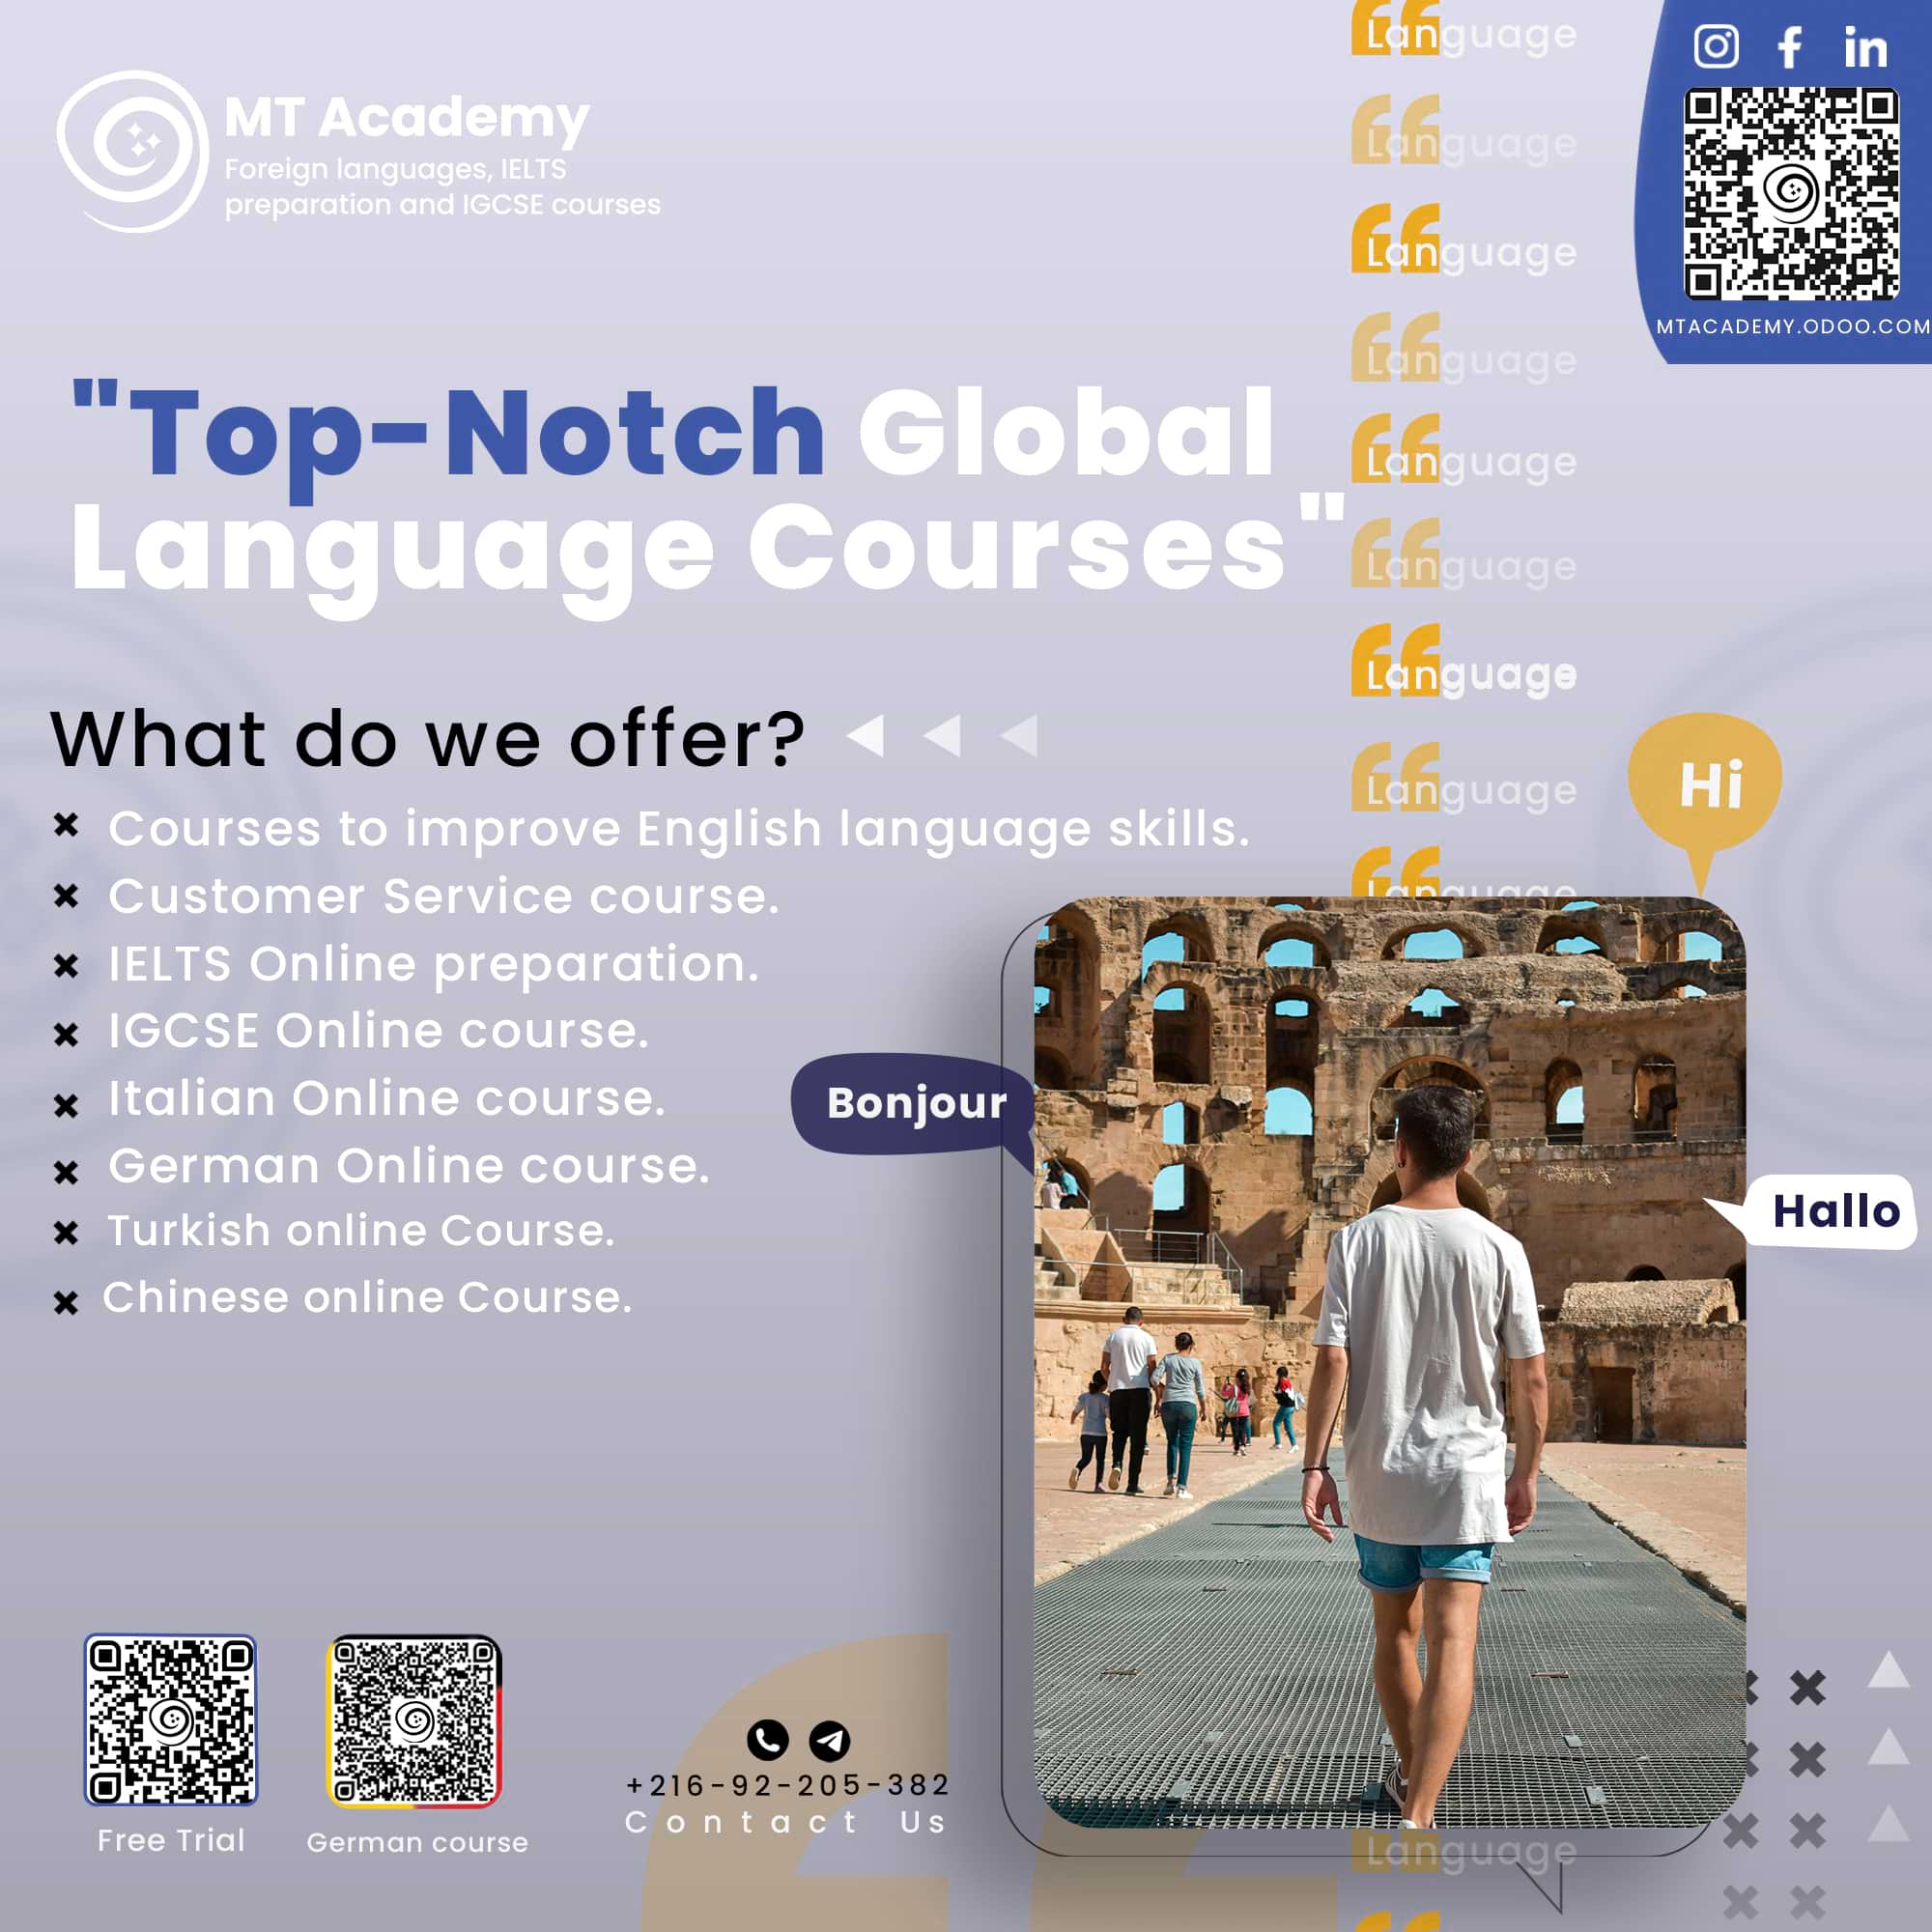 MT Academy
Foreign languages, IELTS
preparation and IGCSE courses
MTACADEMY.ODOO.COM
"Top-Notch Global
Language Courses"
Language
Language
Language
Language
Language
Language
Language
Language
Language
What do we offer?
Courses to improve English language skills.
Customer Service course.
IELTS Online preparation.
IGCSE Online course.
Italian Online course.
German Online course.
Turkish online Course.
Chinese online Course.
Hi
Bonjour
Hallo
Free Trial
German course
+216-92-205-382
Contact Us
Language